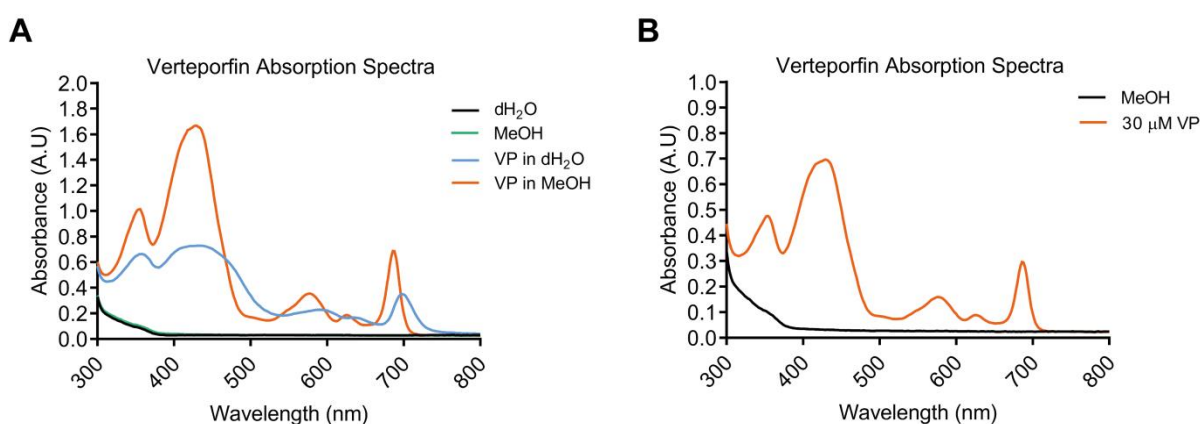 A
Verteporfin Absorption Spectra
Absorbance (A.U)
2.0
1.8
1.6
1.4
1.2
1.0
0.8
0.6
0.4
0.2
0.0
300
400
500
600
700
800
Wavelength (nm)
dH₂O
MeOH
VP in dH₂O
VP in MeOH
B
Verteporfin Absorption Spectra
Absorbance (A.U)
1.0
0.9
0.8
0.7
0.6
0.5
0.4
0.3
0.2
0.1
0.0
300
400
500
600
700
800
Wavelength (nm)
MeOH
30 μM VP